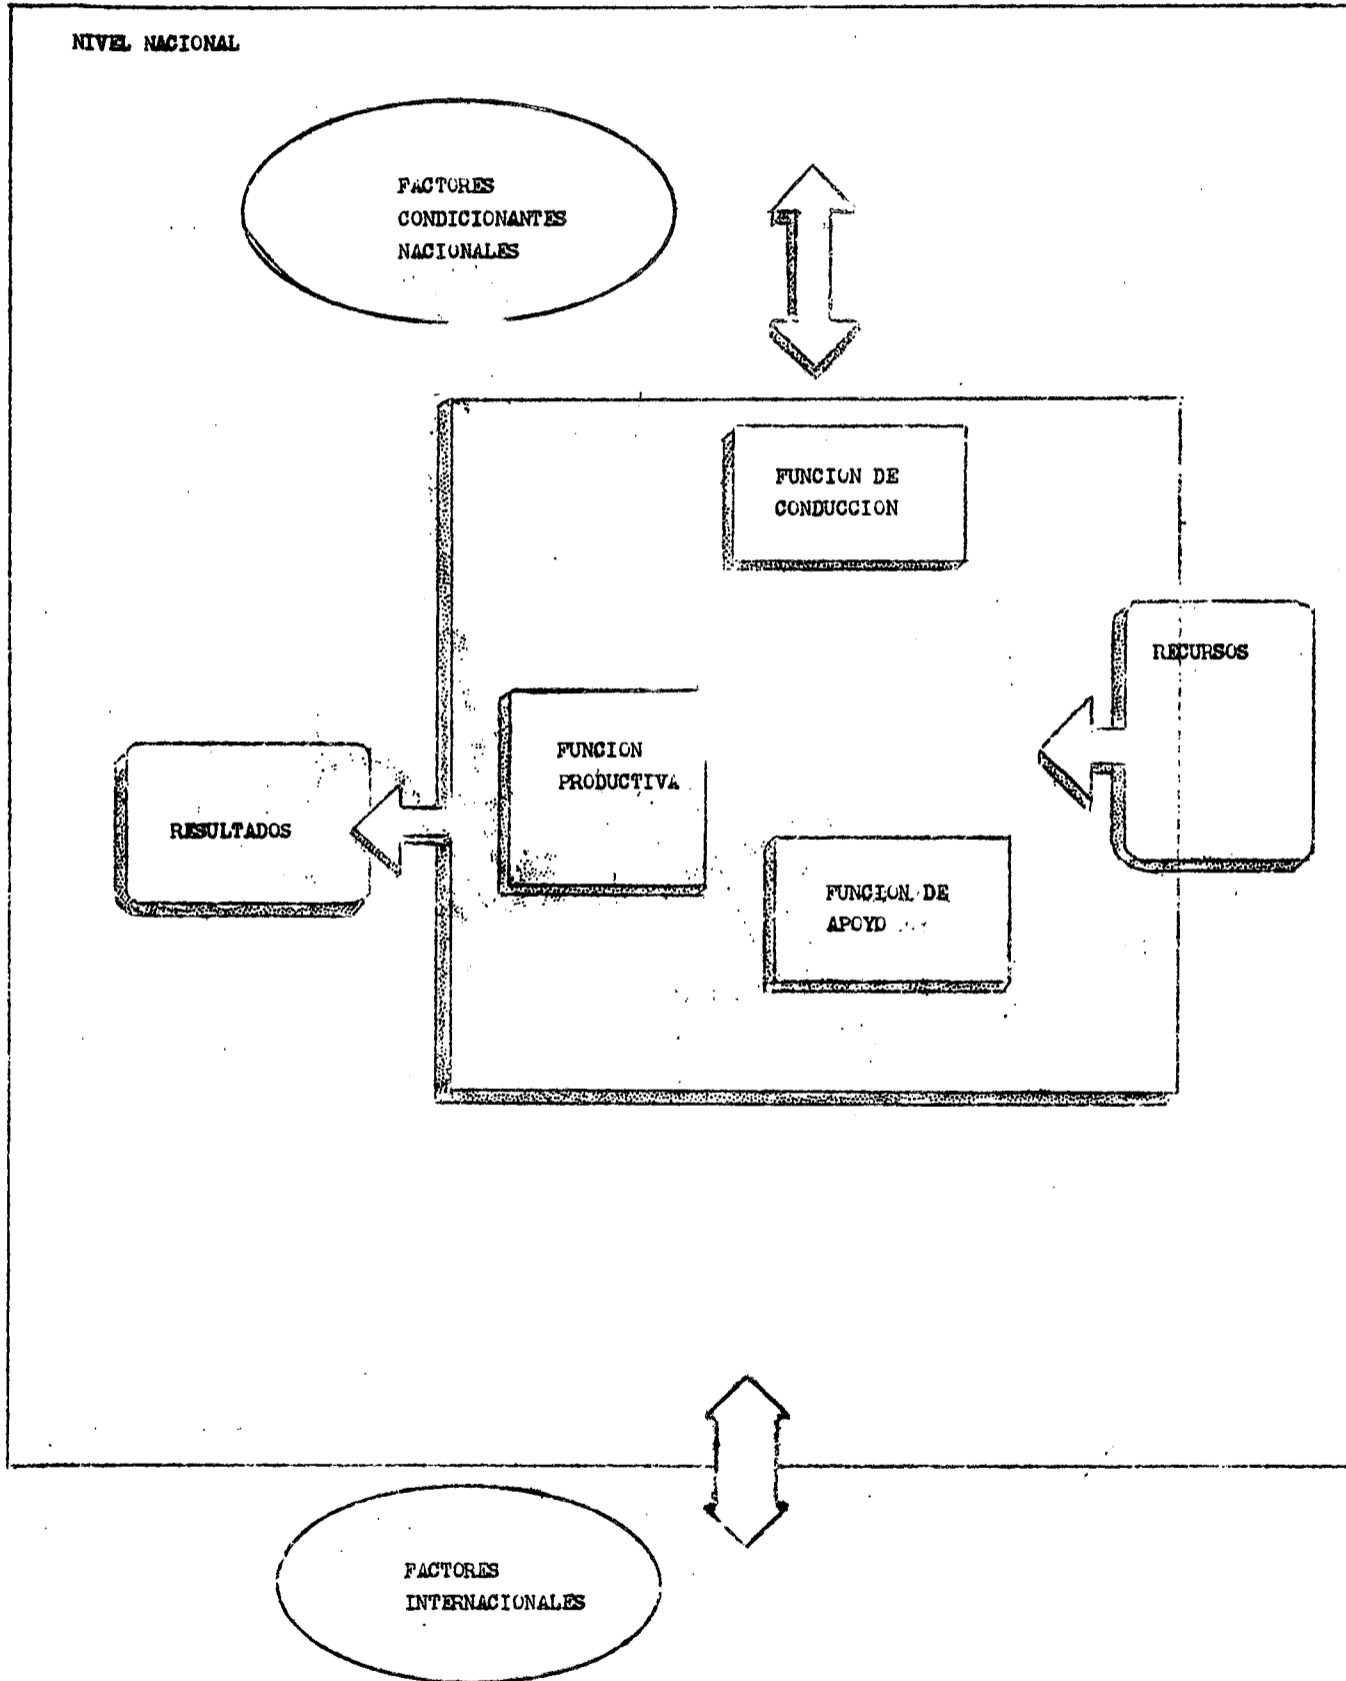 NIVEL NACIONAL
FACTORES
CONDICIONANTES
NACIONALES
FUNCION DE
CONDUCCION
RECURSOS
FUNCION
PRODUCTIVA
RESULTADOS
FUNCION DE
APOYO
FACTORES
INTERNACIONALES